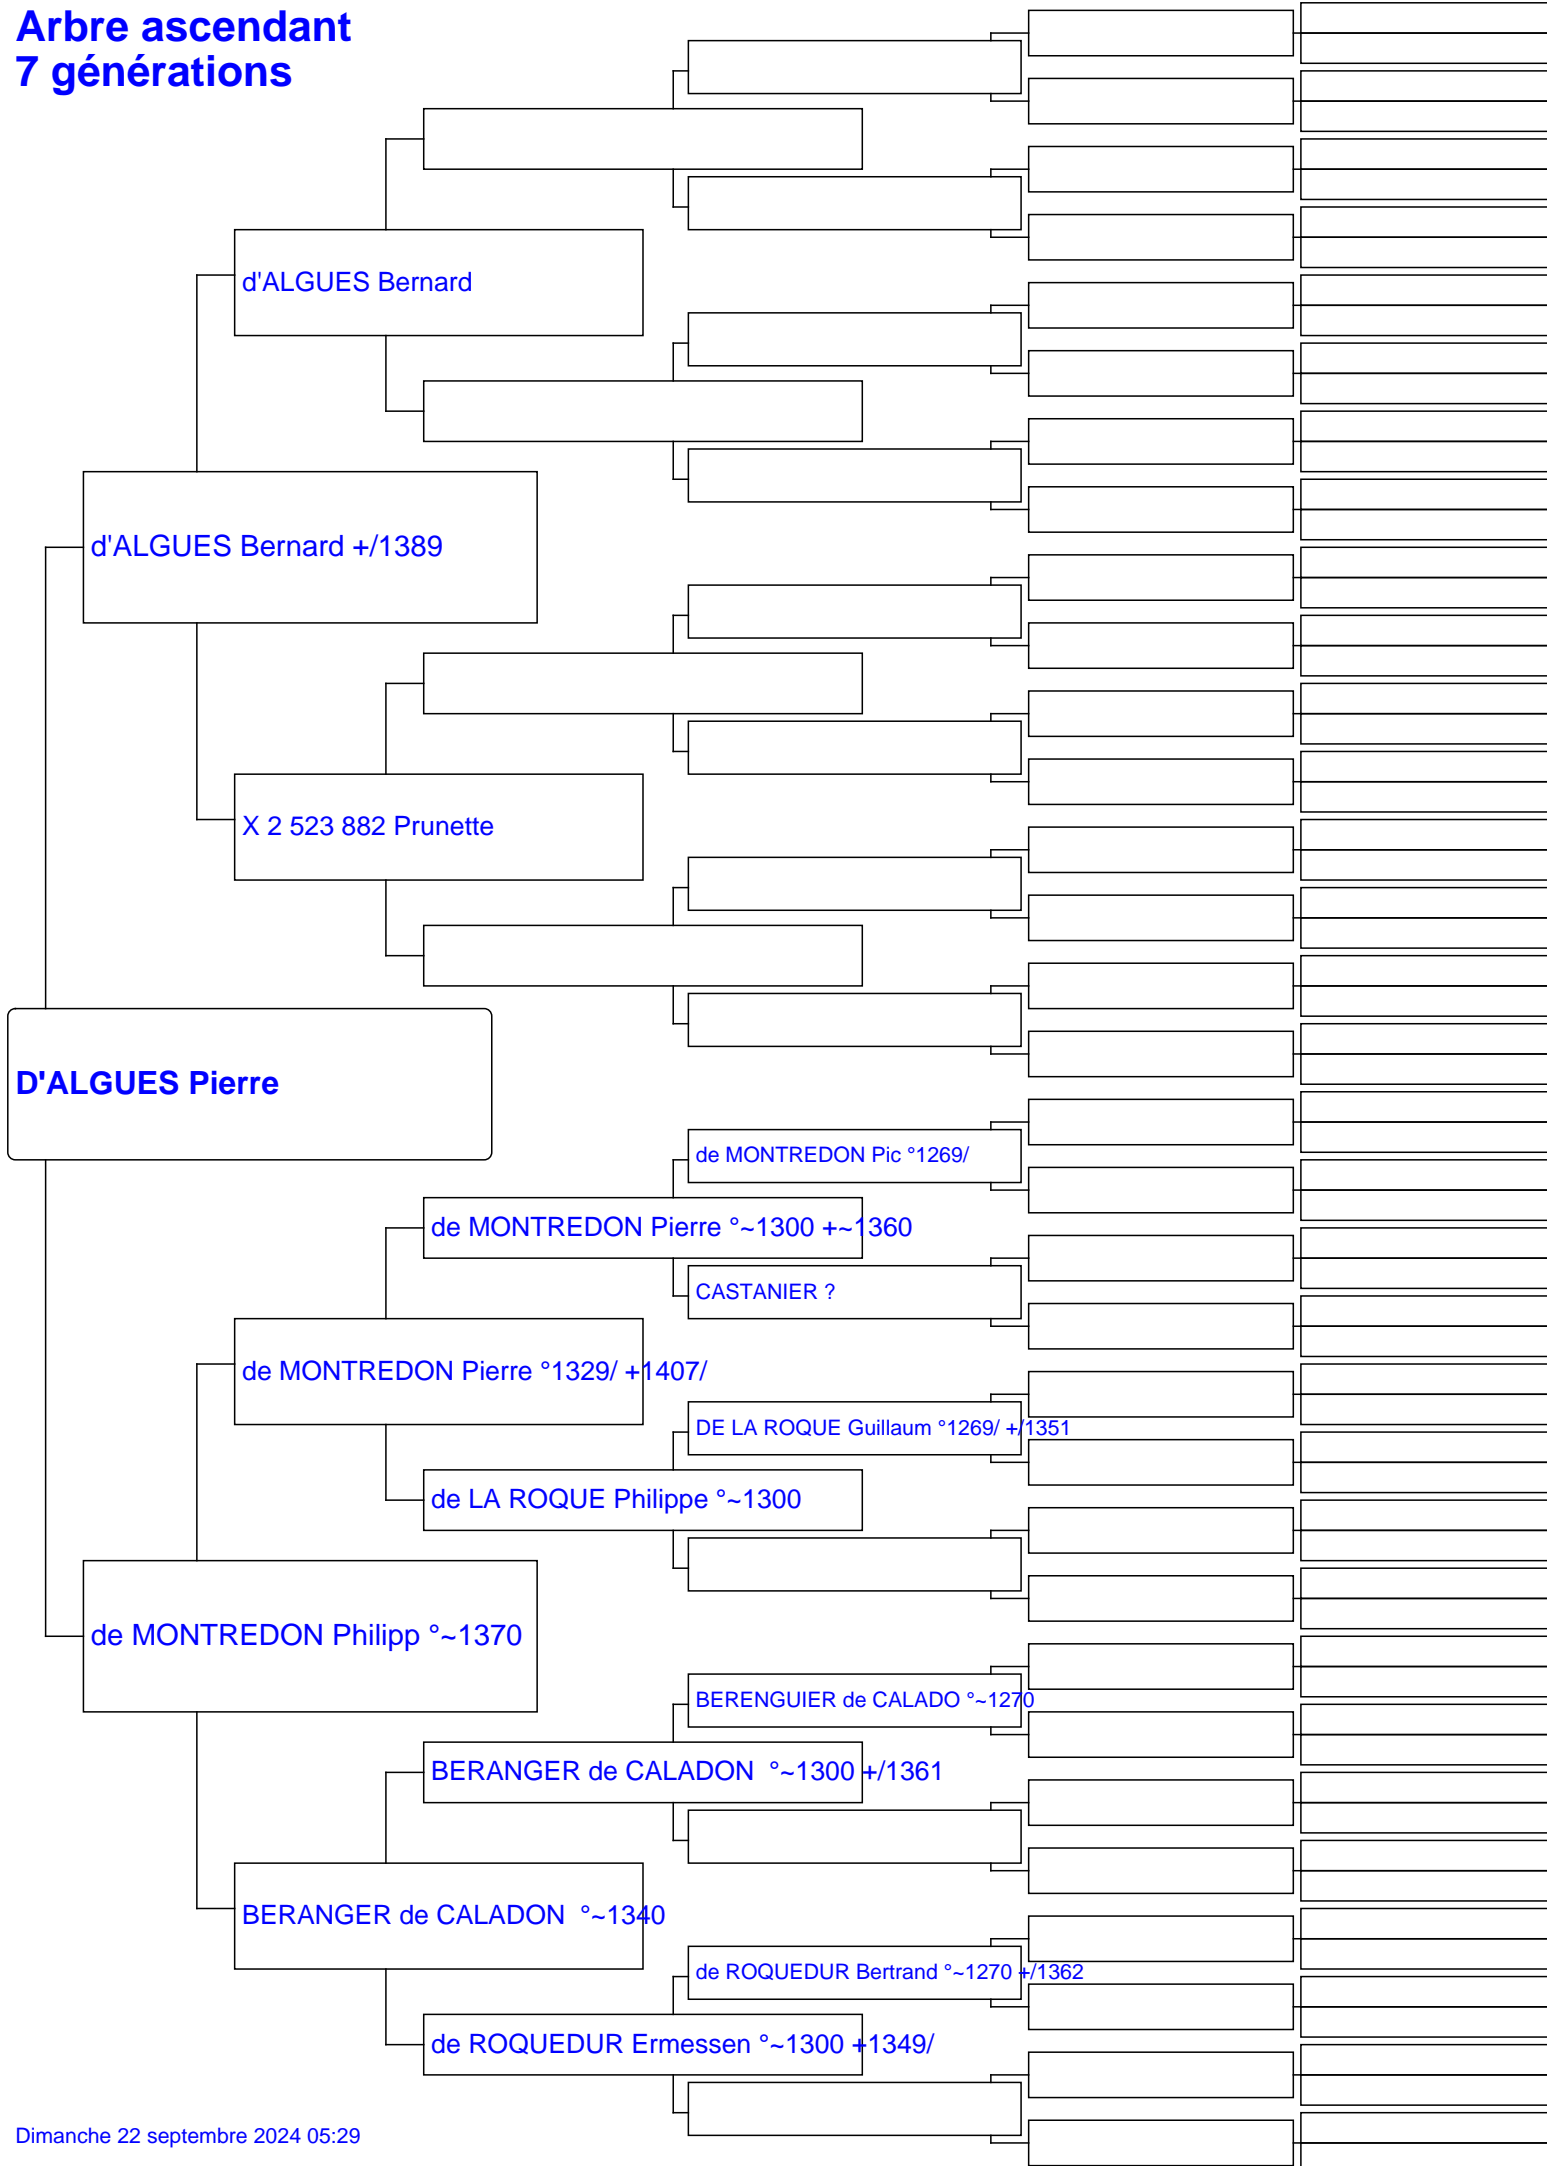 Arbre ascendant
7 générations
d'ALGUES Bernard
d'ALGUES Bernard +/1389
X 2 523 882 Prunette
D'ALGUES Pierre
de MONTREDON Pic °1269/
de MONTREDON Pierre °~1300 +~1360
CASTANIER ?
de MONTREDON Pierre °1329/ +1407/
DE LA ROQUE Guillaum °1269/ +/1351
de LA ROQUE Philippe °~1300
de MONTREDON Philipp °~1370
BERENGUIER de CALADO °~1270
BERANGER de CALADON  °~1300 +/1361
BERANGER de CALADON  °~1340
de ROQUEDUR Bertrand °~1270 +/1362
de ROQUEDUR Ermessen °~1300 +1349/
Dimanche 22 septembre 2024 05:29